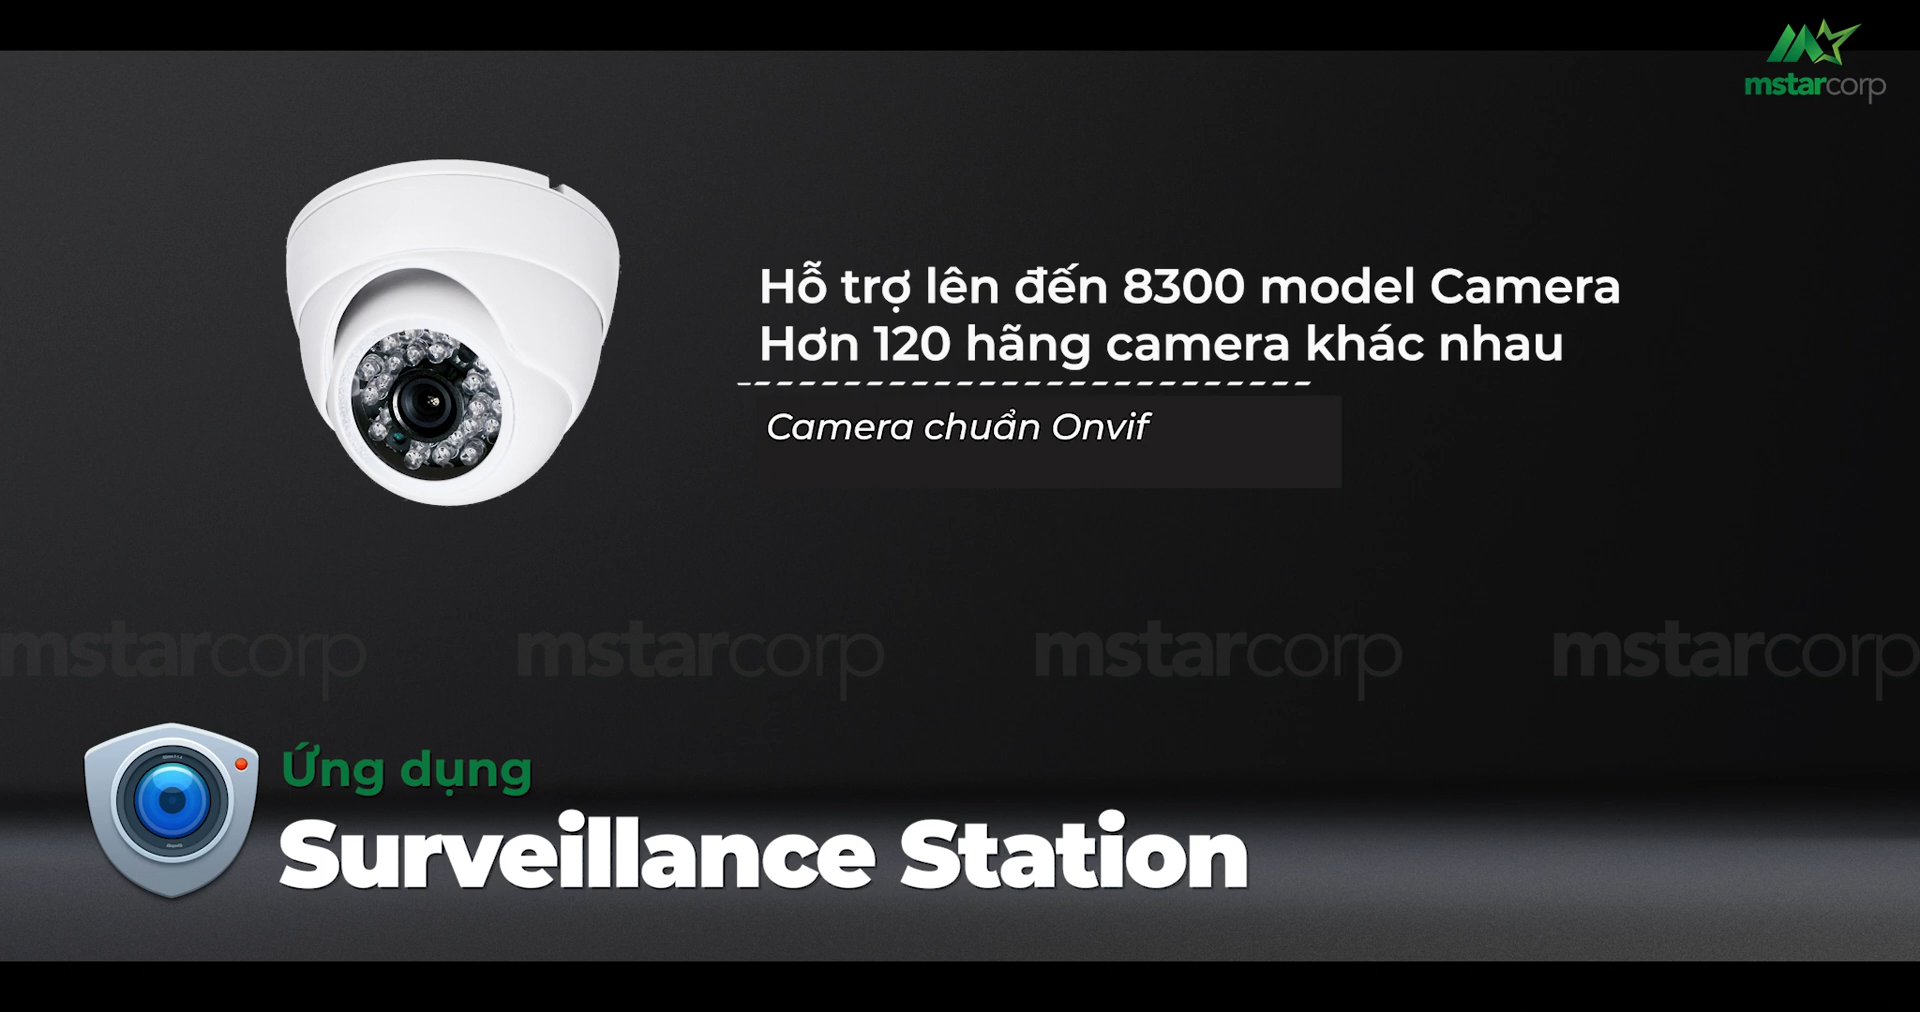 mstarcorp
Hỗ trợ lên đến 8300 model Camera
Hơn 120 hãng camera khác nhau
Camera chuẩn Onvif
mstarcorp mstarcorp mstarcorp mstarcorp
Ứng dụng
Surveillance Station